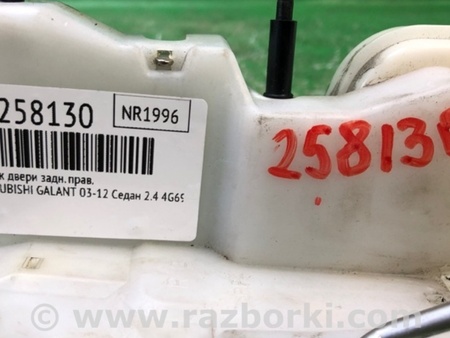 258130
NR1996
к двери задн. прав.
UBISHI GALANT 03-12 Седан 2.4 4G69
25813
www.razborki.com